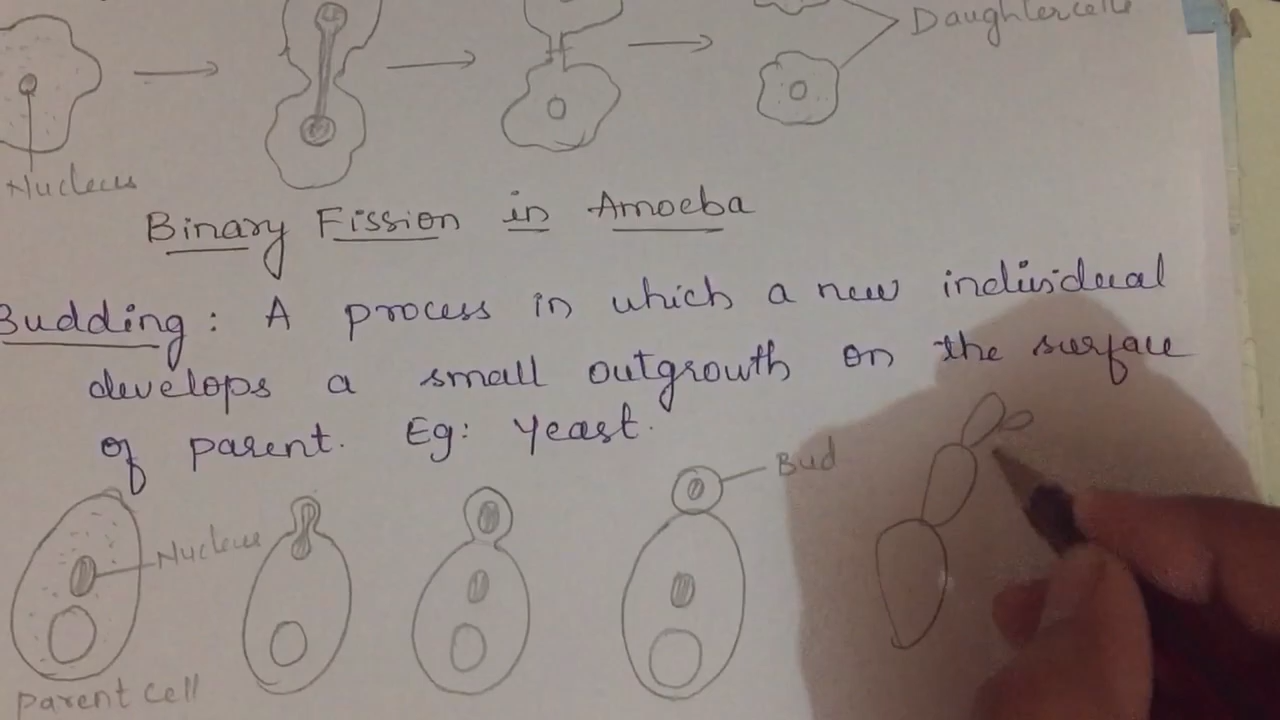 Daughter cells
Nucleus
Binary Fission in Amoeba
Budding: A process in which a new individual
develops a small outgrowth on the surface
of parent. Eg: Yeast.
Bud
Nucleus
Parent cell